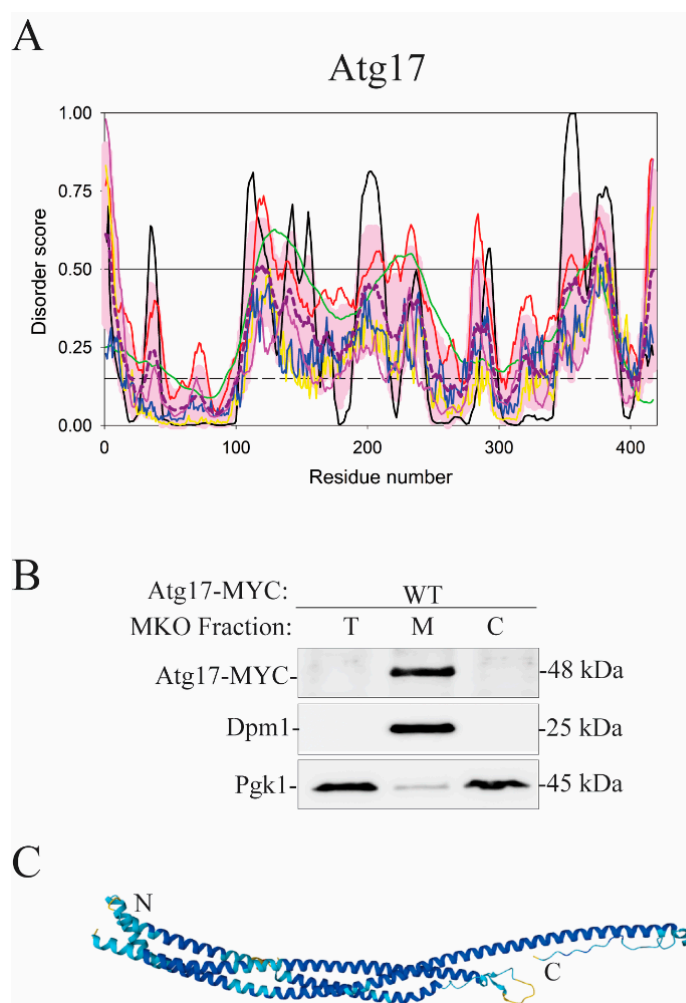 A
Atg17
1.00
0.75
0.50
0.25
0.00
Disorder score
0 100 200 300 400
Residue number
B
Atg17-MYC: WT
MKO Fraction: T M C
Atg17-MYC- -48 kDa
Dpm1- -25 kDa
Pgk1- -45 kDa
C
N
C